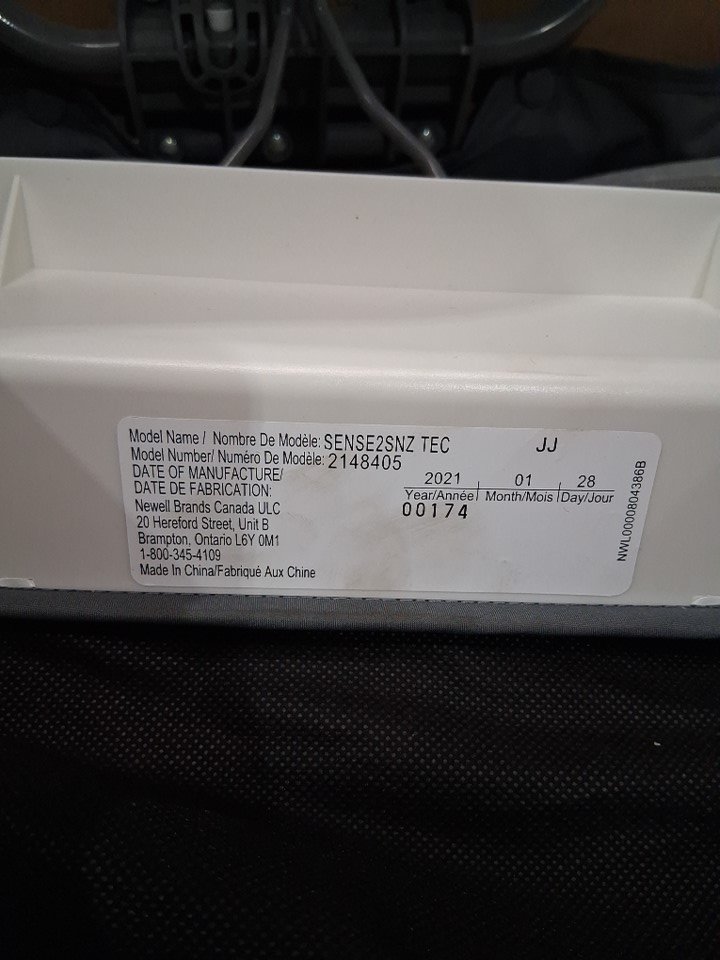 Model Name / Nombre De Modèle: SENSE2SNZ TEC JJ
Model Number/ Numéro De Modèle: 2148405
DATE OF MANUFACTURE/
DATE DE FABRICATION:
2021 01 28
Year/Année Month/Mois Day/Jour
00174
Newell Brands Canada ULC
20 Hereford Street, Unit B
Brampton, Ontario L6Y 0M1
1-800-345-4109
Made In China/Fabriqué Aux Chine
NWL0000804386B